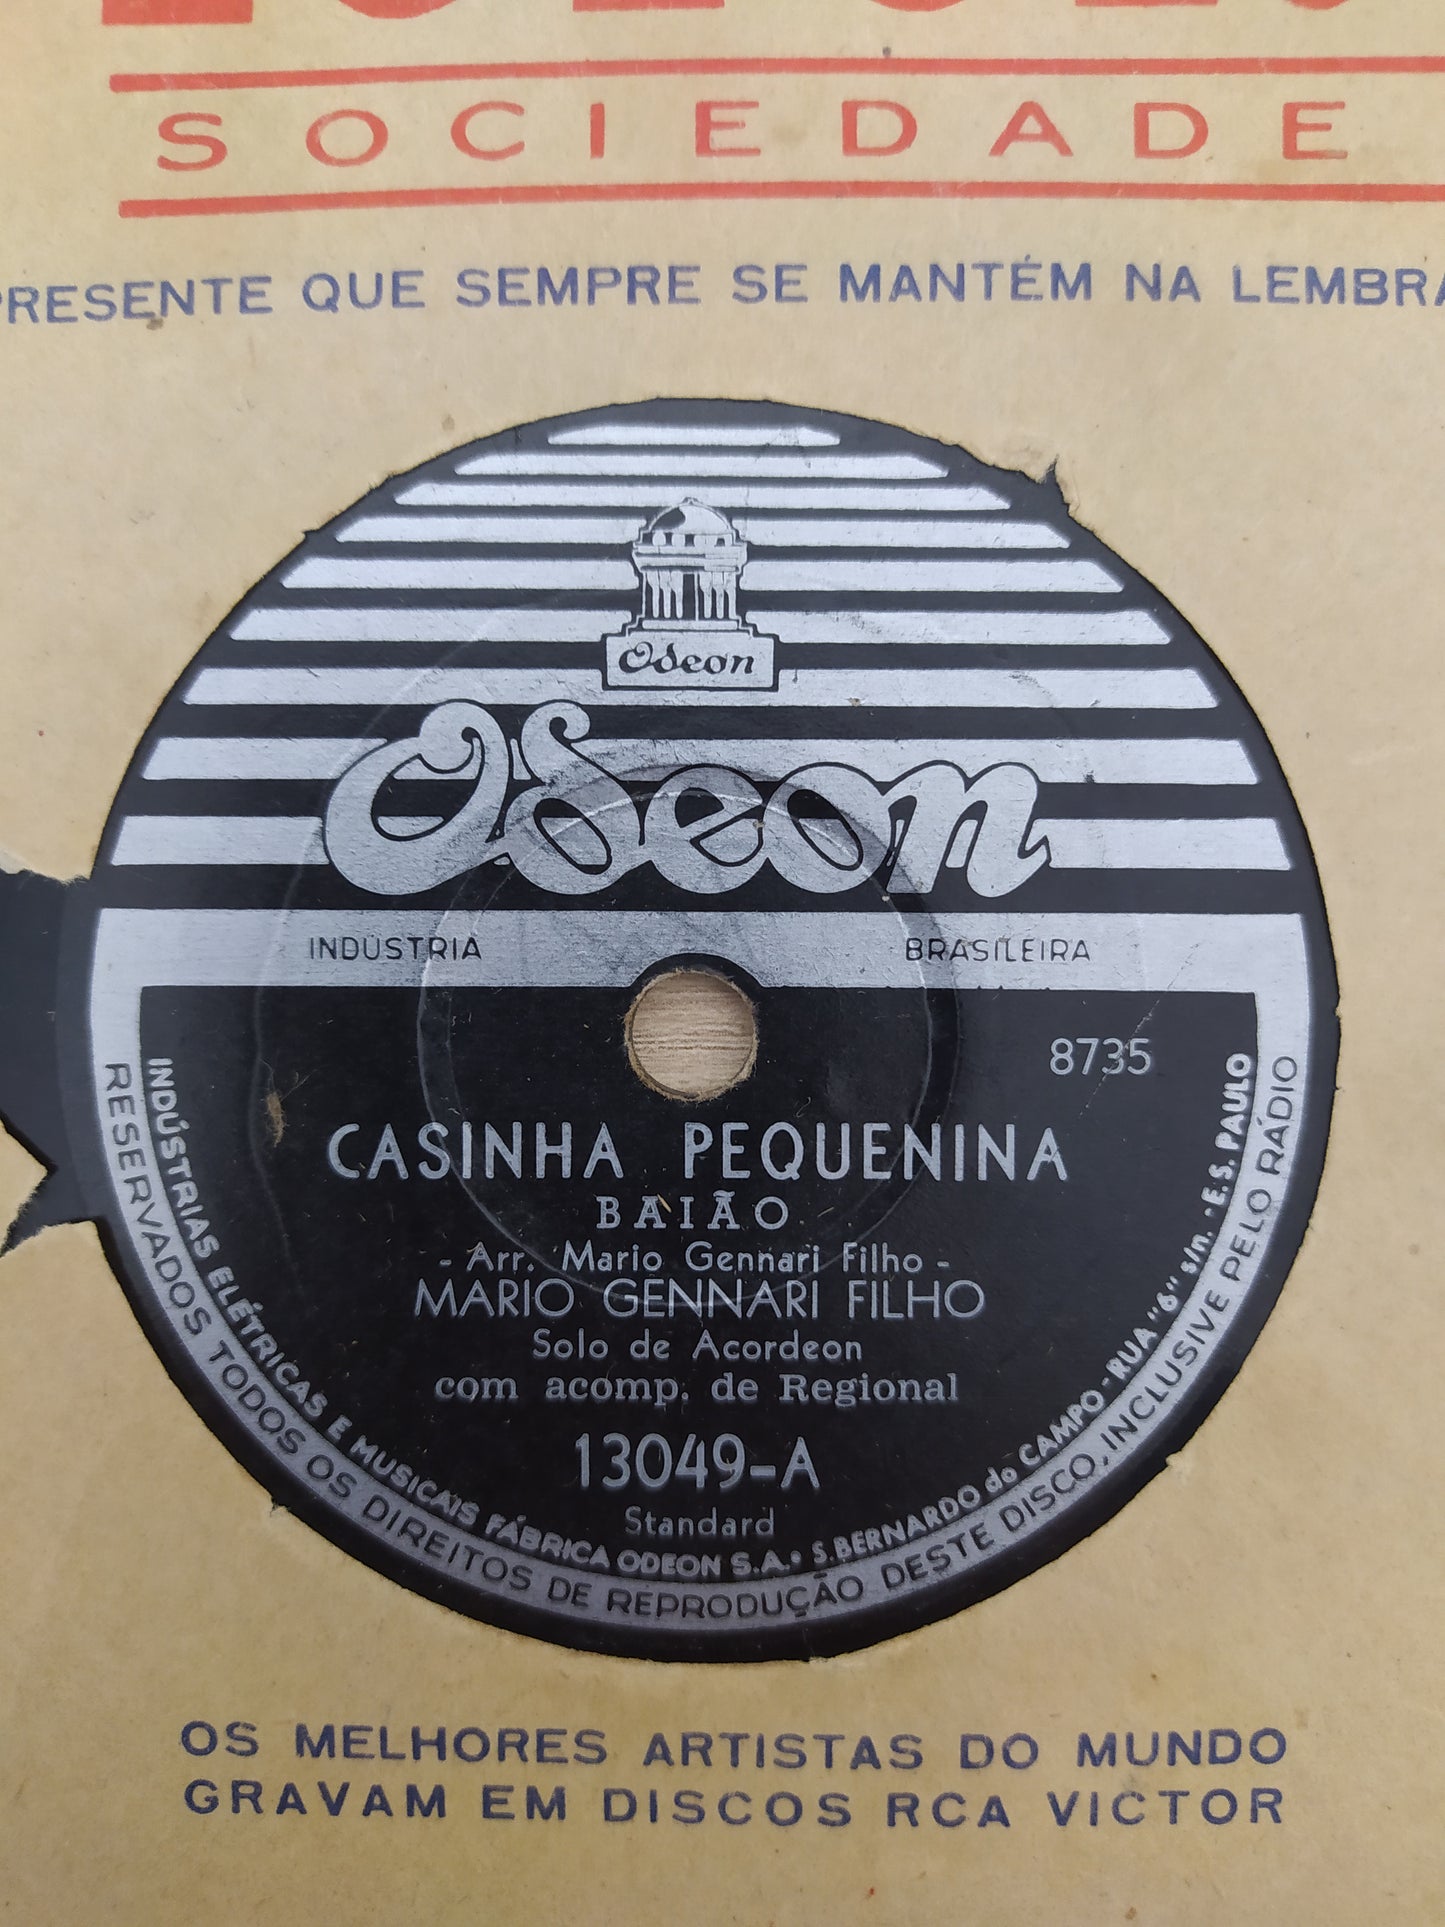 SOCIEDADE
PRESENTE QUE SEMPRE SE MANTÉM NA
Odeon
Odeon
INDÚSTRIA BRASILEIRA
8735
CASINHA PEQUENINA
BAIÃO
- Arr. Mario Gennari Filho -
MARIO GENNARI FILHO
Solo de Acordeon
com acomp. de Regional
13049-A
Standard
INDÚSTRIAS ELÉTRICAS E MUSICAIS FÁBRICA ODEON S.A. • S. BERNARDO do CAMPO - RUA "6" s/n. - E.S. PAULO
RESERVADOS TODOS OS DIREITOS DE REPRODUÇÃO DESTE DISCO, INCLUSIVE PELO RÁDIO
OS MELHORES ARTISTAS DO MUNDO
GRAVAM EM DISCOS RCA VICTOR